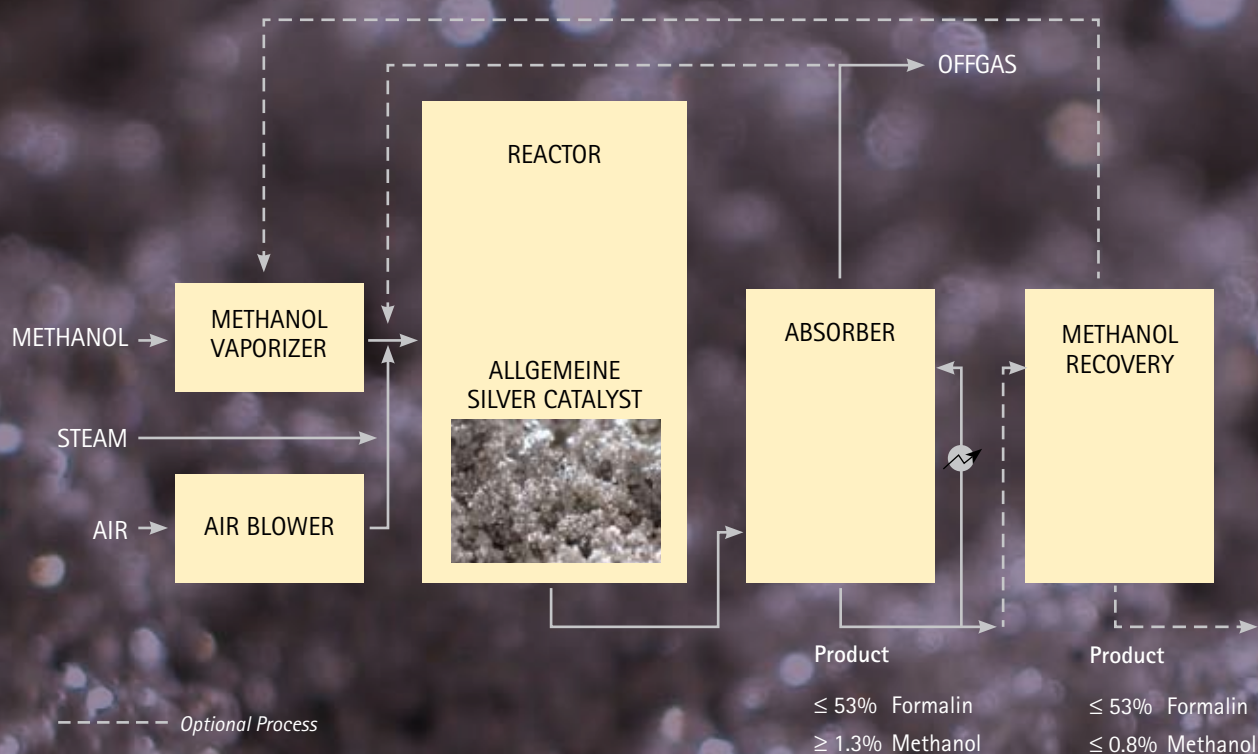 OFFGAS
REACTOR
METHANOL
METHANOL
VAPORIZER
ABSORBER
METHANOL
RECOVERY
ALLGEMEINE
SILVER CATALYST
STEAM
AIR
AIR BLOWER
Product
≤ 53% Formalin
≥ 1.3% Methanol
Product
≤ 53% Formalin
≤ 0.8% Methanol
Optional Process